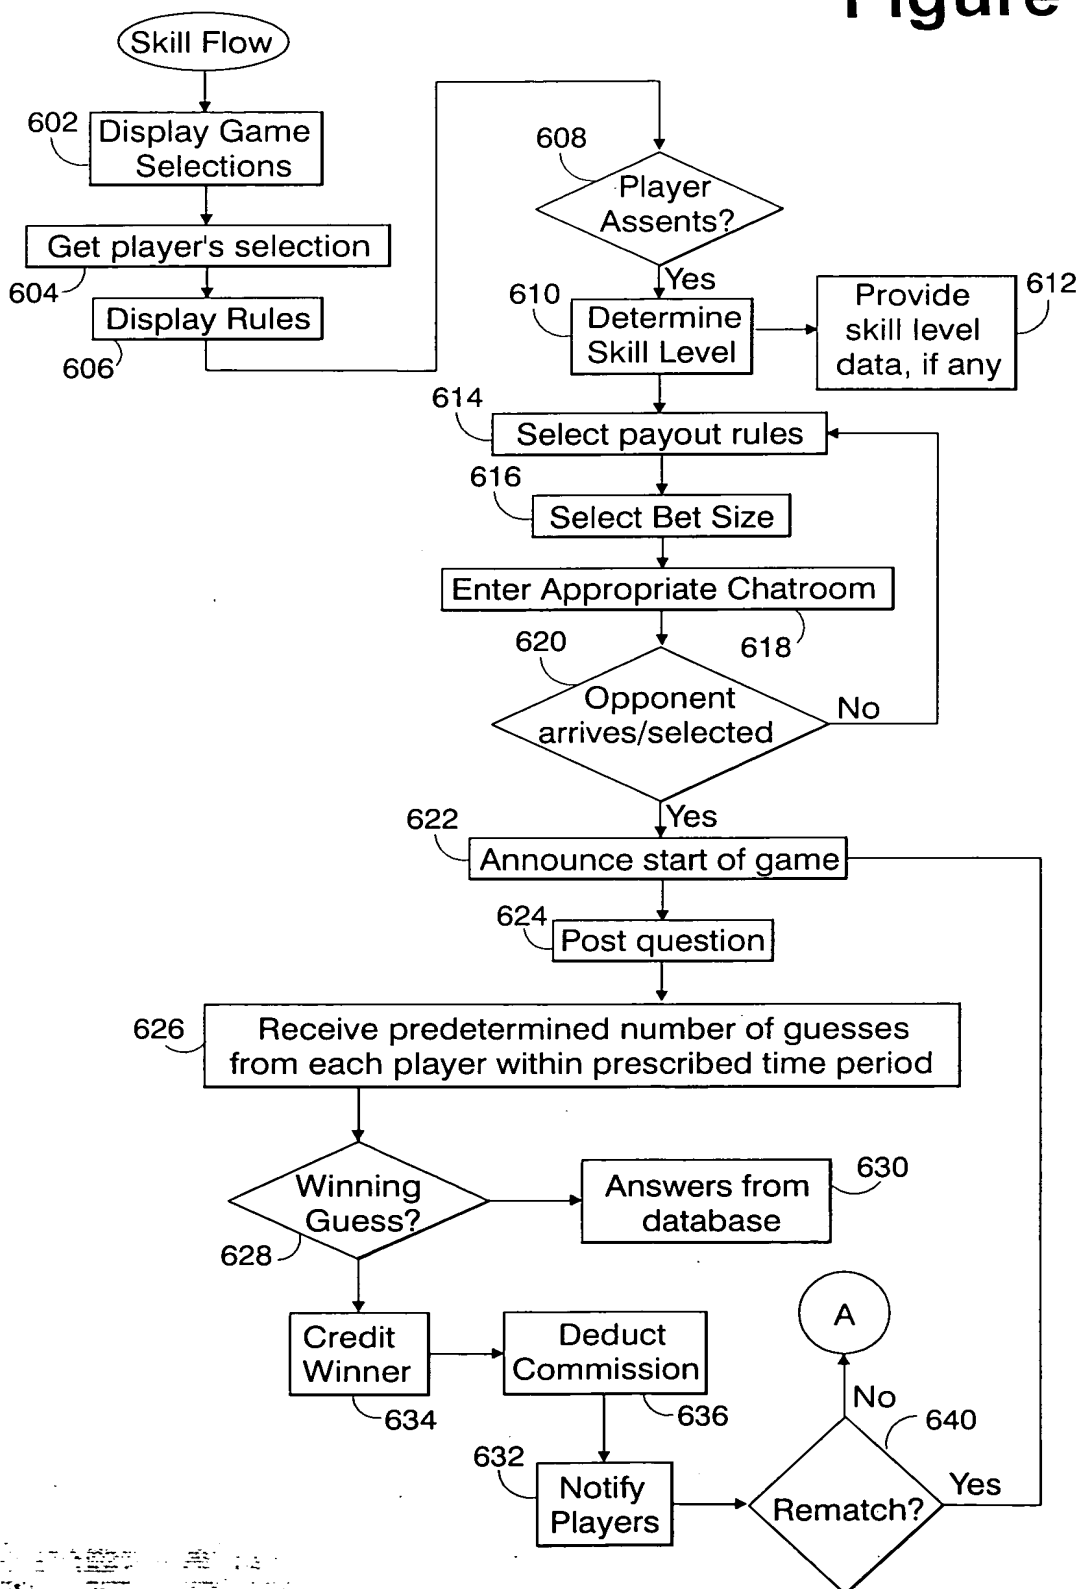 Figure
Skill Flow
602
Display Game
Selections
Get player's selection
604
Display Rules
606
608
Player
Assents?
Yes
610
Determine
Skill Level
Provide
skill level
data, if any
612
614
Select payout rules
616
Select Bet Size
Enter Appropriate Chatroom
618
620
Opponent
arrives/selected
No
Yes
622
Announce start of game
624
Post question
626
Receive predetermined number of guesses
from each player within prescribed time period
Winning
Guess?
628
Answers from
database
630
Credit
Winner
634
Deduct
Commission
636
632
Notify
Players
Rematch?
640
Yes
No
A